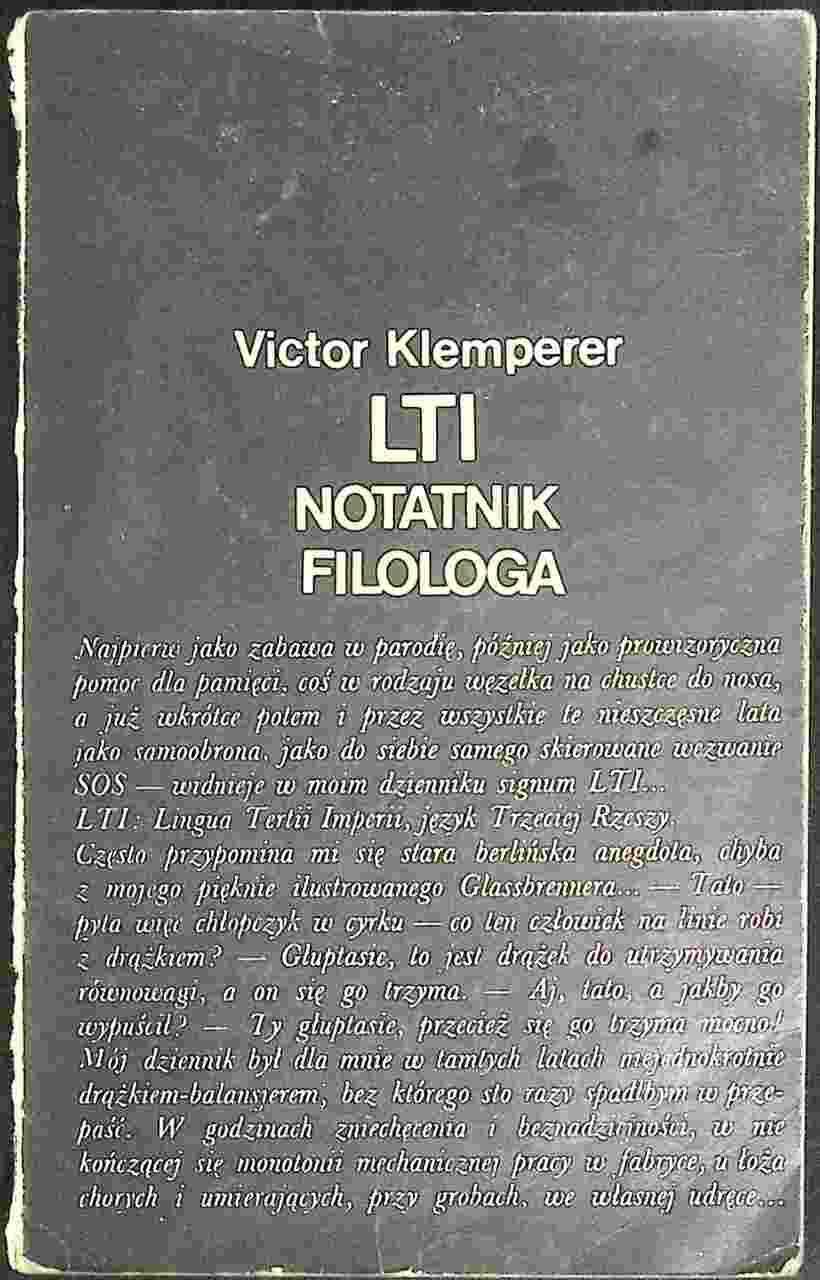 Victor Klemperer
LTI
NOTATNIK
FILOLOGA
Najpierw jako zabawa w parodię, później jako prowizoryczna
pomoc dla pamięci, coś w rodzaju węzełka na chustce do nosa,
a już wkrótce potem i przez wszystkie te nieszczęsne lata
jako samoobrona, jako do siebie samego skierowane wezwanie
SOS — widnieje w moim dzienniku signum LTI...
LTI: Lingua Tertii Imperii, język Trzeciej Rzeszy.
Często przypomina mi się stara berlińska anegdota, chyba
z mojego pięknie ilustrowanego Glassbrennera... — Tato —
pyta więc chłopczyk w cyrku — co ten człowiek na linie robi
z drążkiem? — Głuptasie, to jest drążek do utrzymywania
równowagi, a on się go trzyma. — Aj, tato, a jakby go
wypuścił? — Ty głuptasie, przecież się go trzyma mocno!
Mój dziennik był dla mnie w tamtych latach niejednokrotnie
drążkiem-balansjerem, bez którego sto razy spadłbym w prze-
paść. W godzinach zniechęcenia i beznadziejności, w nie
kończącej się monotonii mechanicznej pracy w fabryce, u łoża
chorych i umierających, przy grobach, we własnej udręce...